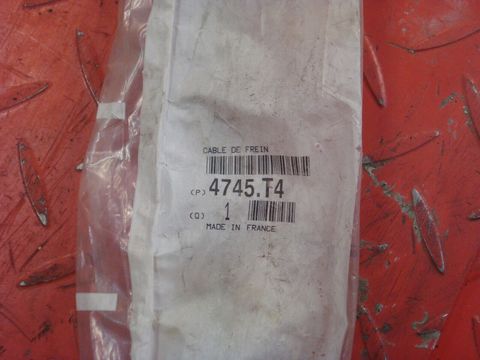 CABLE DE FREIN
(P) 4745.T4
(Q) 1
MADE IN FRANCE